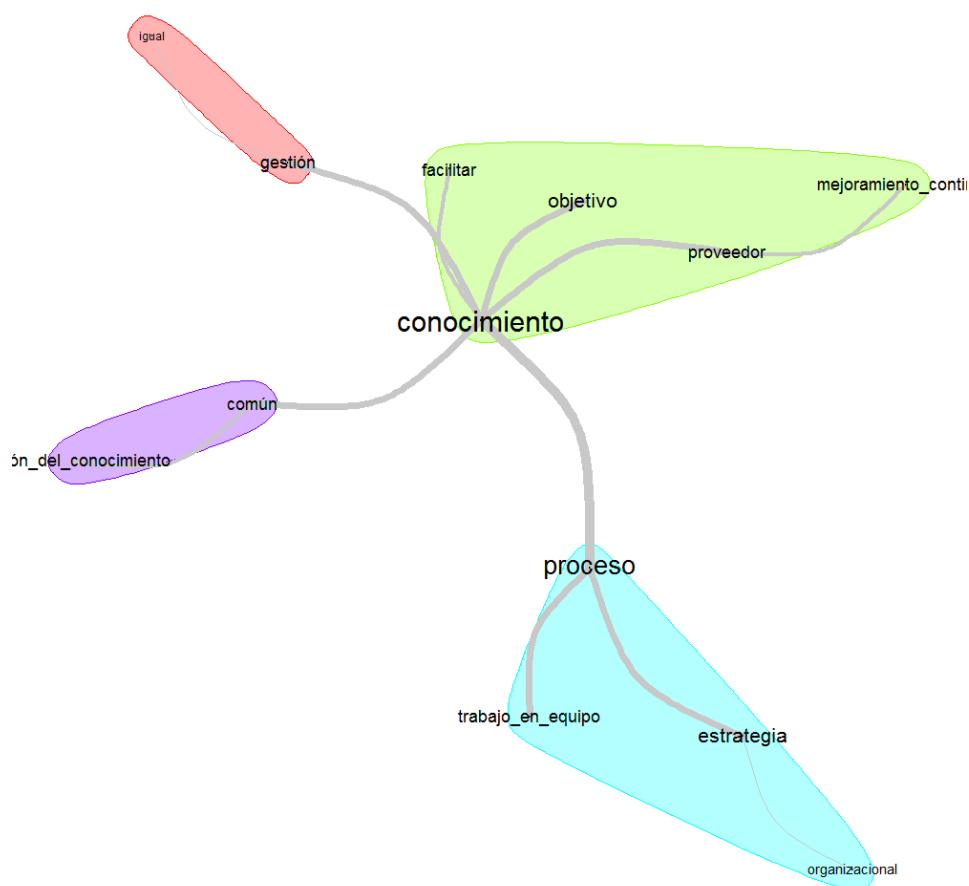 igual
gestión
facilitar
objetivo
mejoramiento_contin
proveedor
conocimiento
común
ón_del_conocimiento
proceso
trabajo_en_equipo
estrategia
organizacional